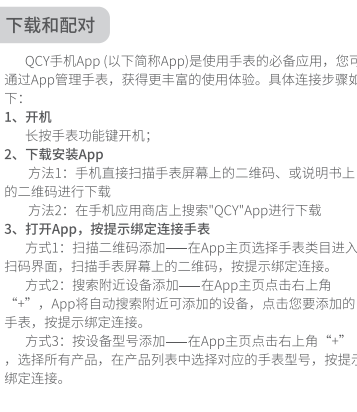 下载和配对
QCY手机App (以下简称App)是使用手表的必备应用，您可
通过App管理手表，获得更丰富的使用体验。具体连接步骤如
下：
1、开机
长按手表功能键开机；
2、下载安装App
方法1：手机直接扫描手表屏幕上的二维码、或说明书上
的二维码进行下载
方法2：在手机应用商店上搜索"QCY"App进行下载
3、打开App，按提示绑定连接手表
方式1：扫描二维码添加——在App主页选择手表类目进入
扫码界面，扫描手表屏幕上的二维码，按提示绑定连接。
方式2：搜索附近设备添加——在App主页点击右上角
“+”，App将自动搜索附近可添加的设备，点击您要添加的
手表，按提示绑定连接。
方式3：按设备型号添加——在App主页点击右上角“+”
，选择所有产品，在产品列表中选择对应的手表型号，按提示
绑定连接。